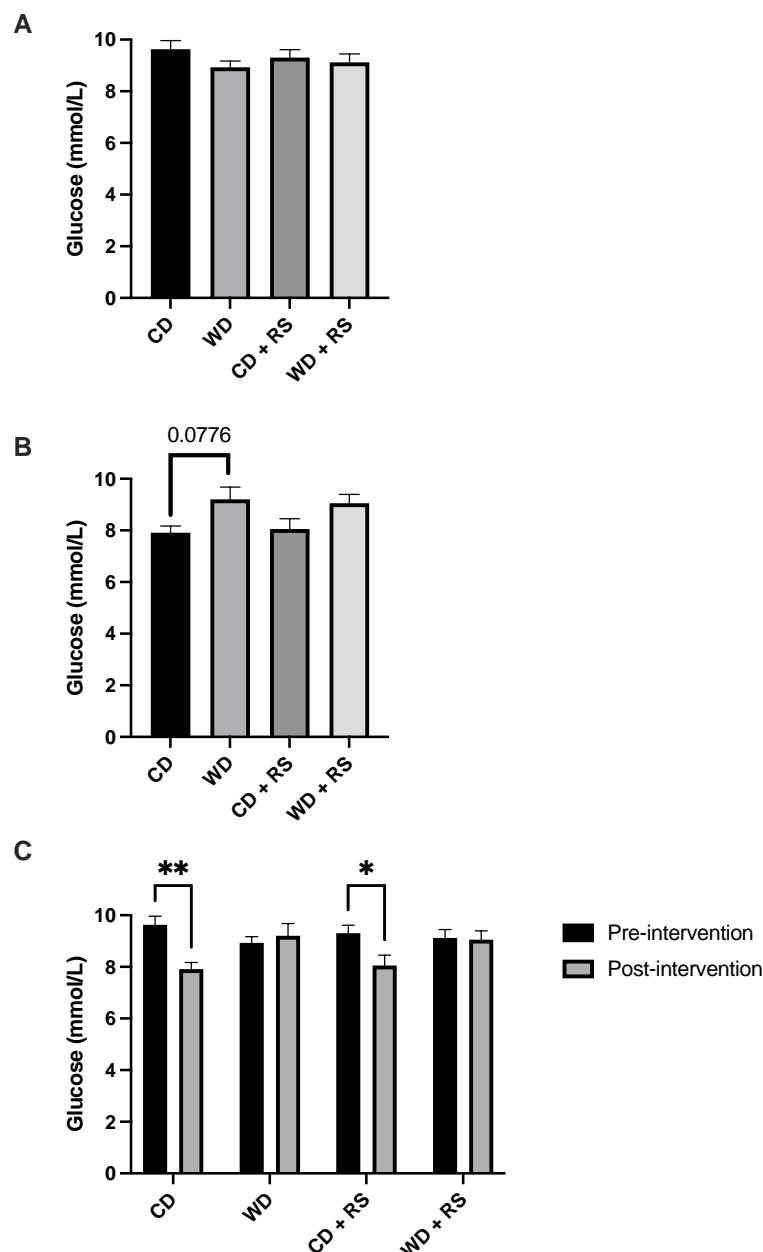 A
Glucose (mmol/L)
10
8
6
4
2
0
CD
WD
CD + RS
WD + RS
B
0.0776
Glucose (mmol/L)
10
8
6
4
2
0
CD
WD
CD + RS
WD + RS
C
** 
*
Glucose (mmol/L)
10
8
6
4
2
0
CD
WD
CD + RS
WD + RS
Pre-intervention
Post-intervention